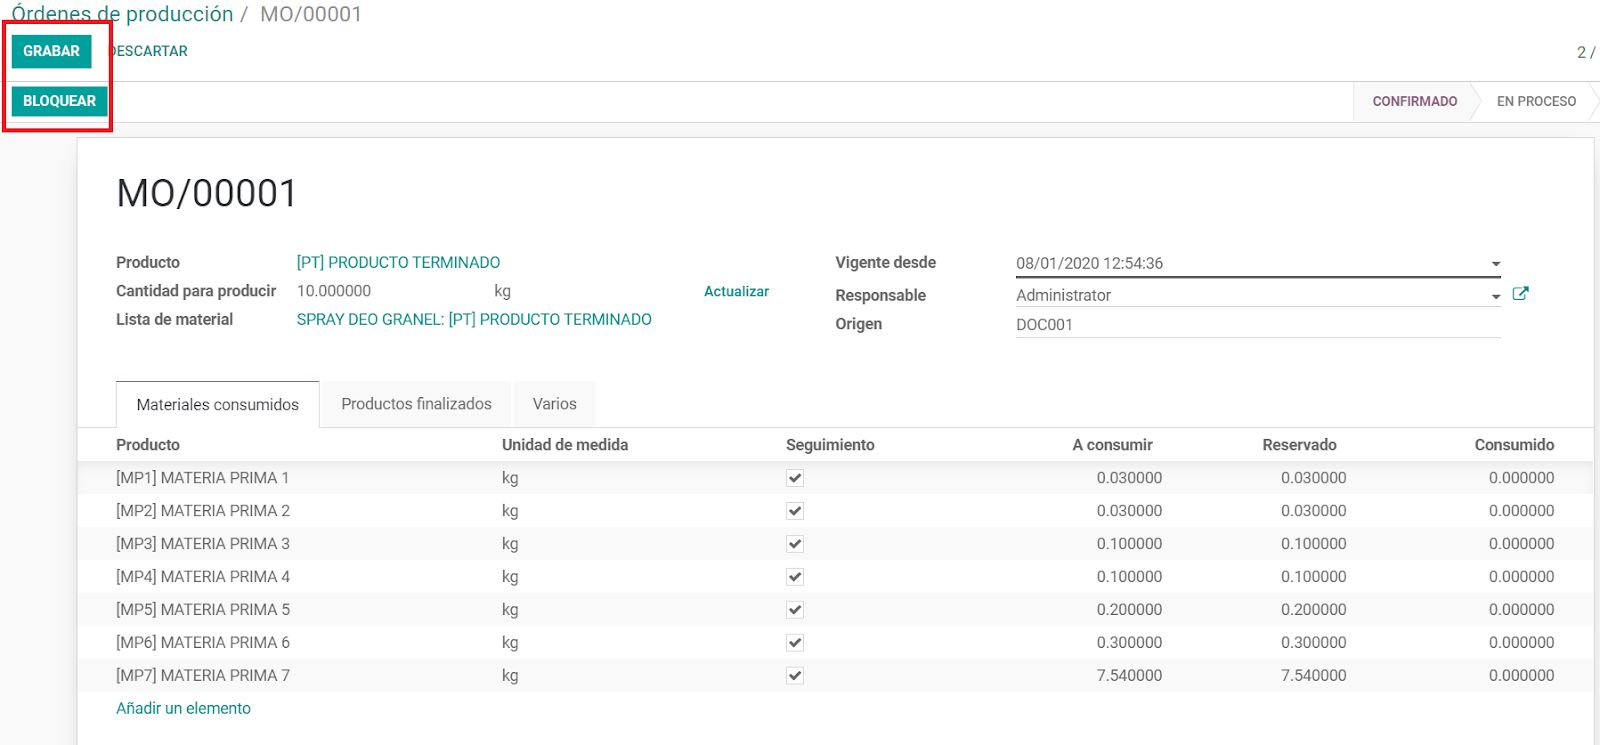 Órdenes de producción / MO/00001
GRABAR DESCARTAR
2 /
BLOQUEAR CONFIRMADO EN PROCESO
MO/00001
Producto [PT] PRODUCTO TERMINADO Vigente desde 08/01/2020 12:54:36
Cantidad para producir 10.000000 kg Actualizar Responsable Administrator
Lista de material SPRAY DEO GRANEL: [PT] PRODUCTO TERMINADO Origen DOC001
Materiales consumidos Productos finalizados Varios
Producto Unidad de medida Seguimiento A consumir Reservado Consumido
[MP1] MATERIA PRIMA 1 kg 0.030000 0.030000 0.000000
[MP2] MATERIA PRIMA 2 kg 0.030000 0.030000 0.000000
[MP3] MATERIA PRIMA 3 kg 0.100000 0.100000 0.000000
[MP4] MATERIA PRIMA 4 kg 0.100000 0.100000 0.000000
[MP5] MATERIA PRIMA 5 kg 0.200000 0.200000 0.000000
[MP6] MATERIA PRIMA 6 kg 0.300000 0.300000 0.000000
[MP7] MATERIA PRIMA 7 kg 7.540000 7.540000 0.000000
Añadir un elemento